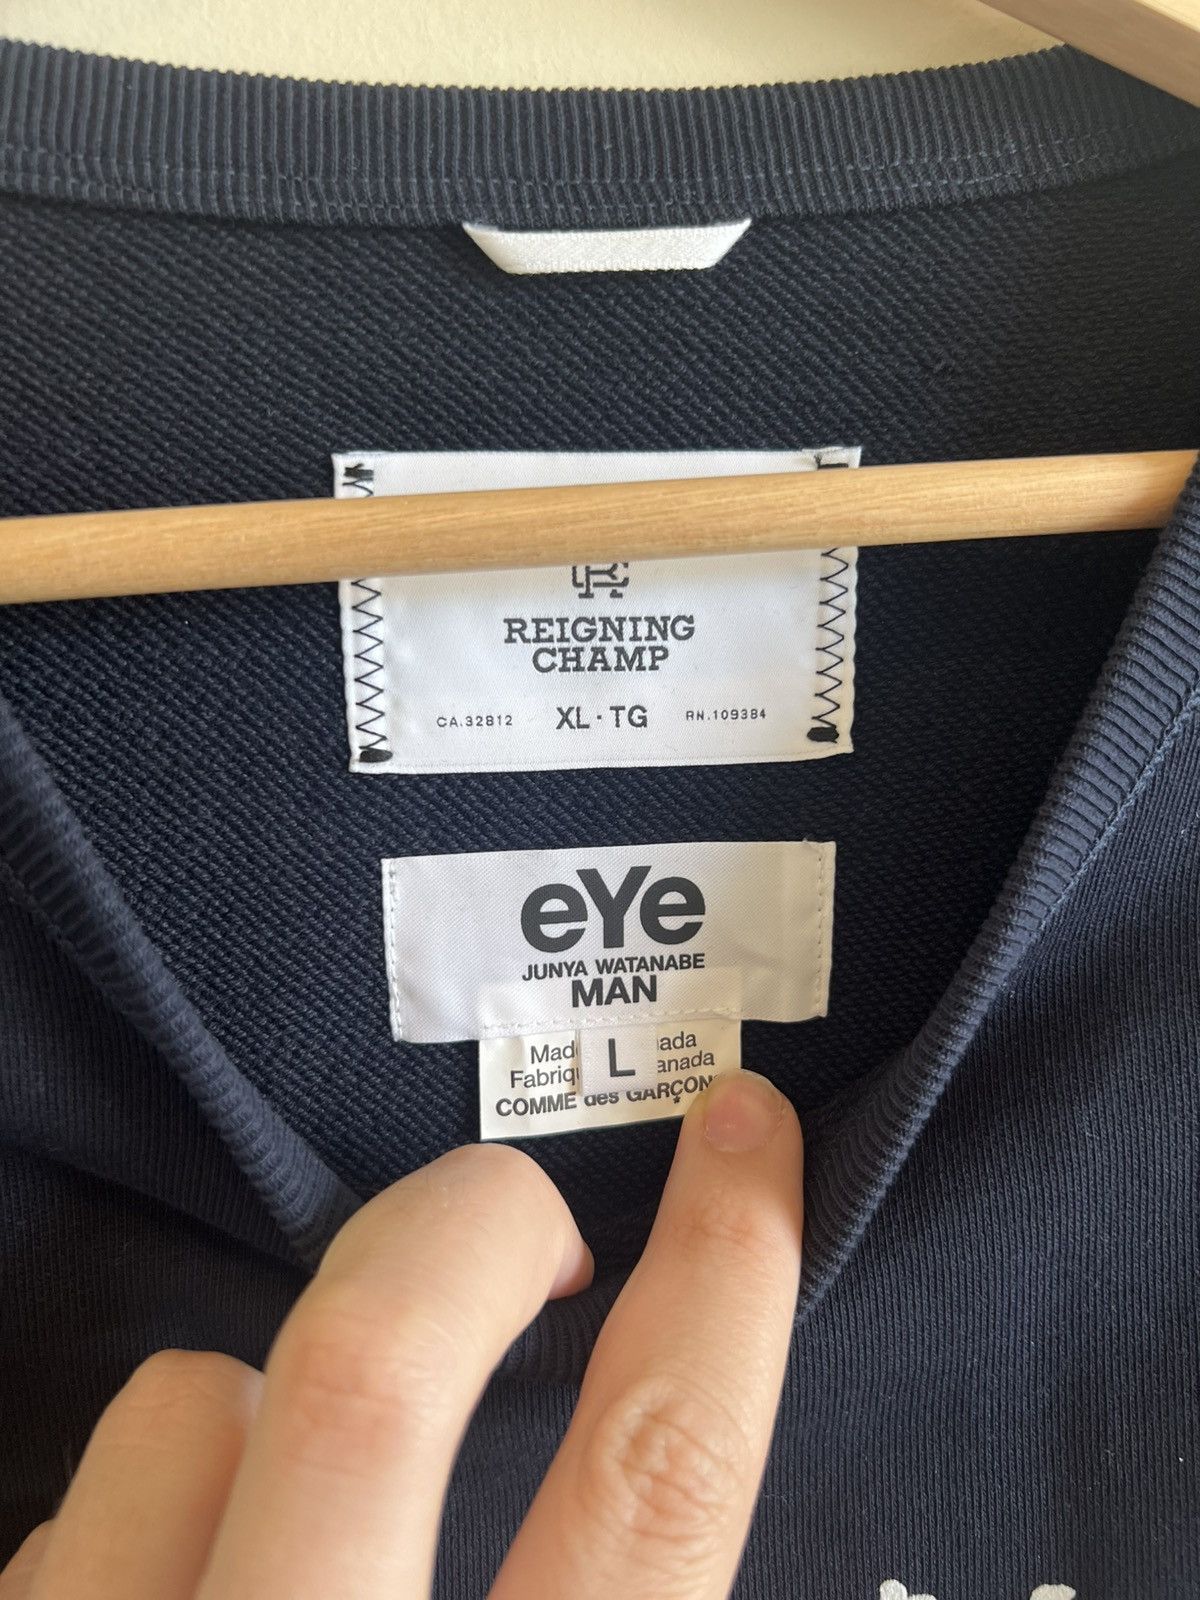 RC
REIGNING
CHAMP
CA.32812 XL·TG RN.109384
eYe
JUNYA WATANABE
MAN
L
COMME des GARÇONS